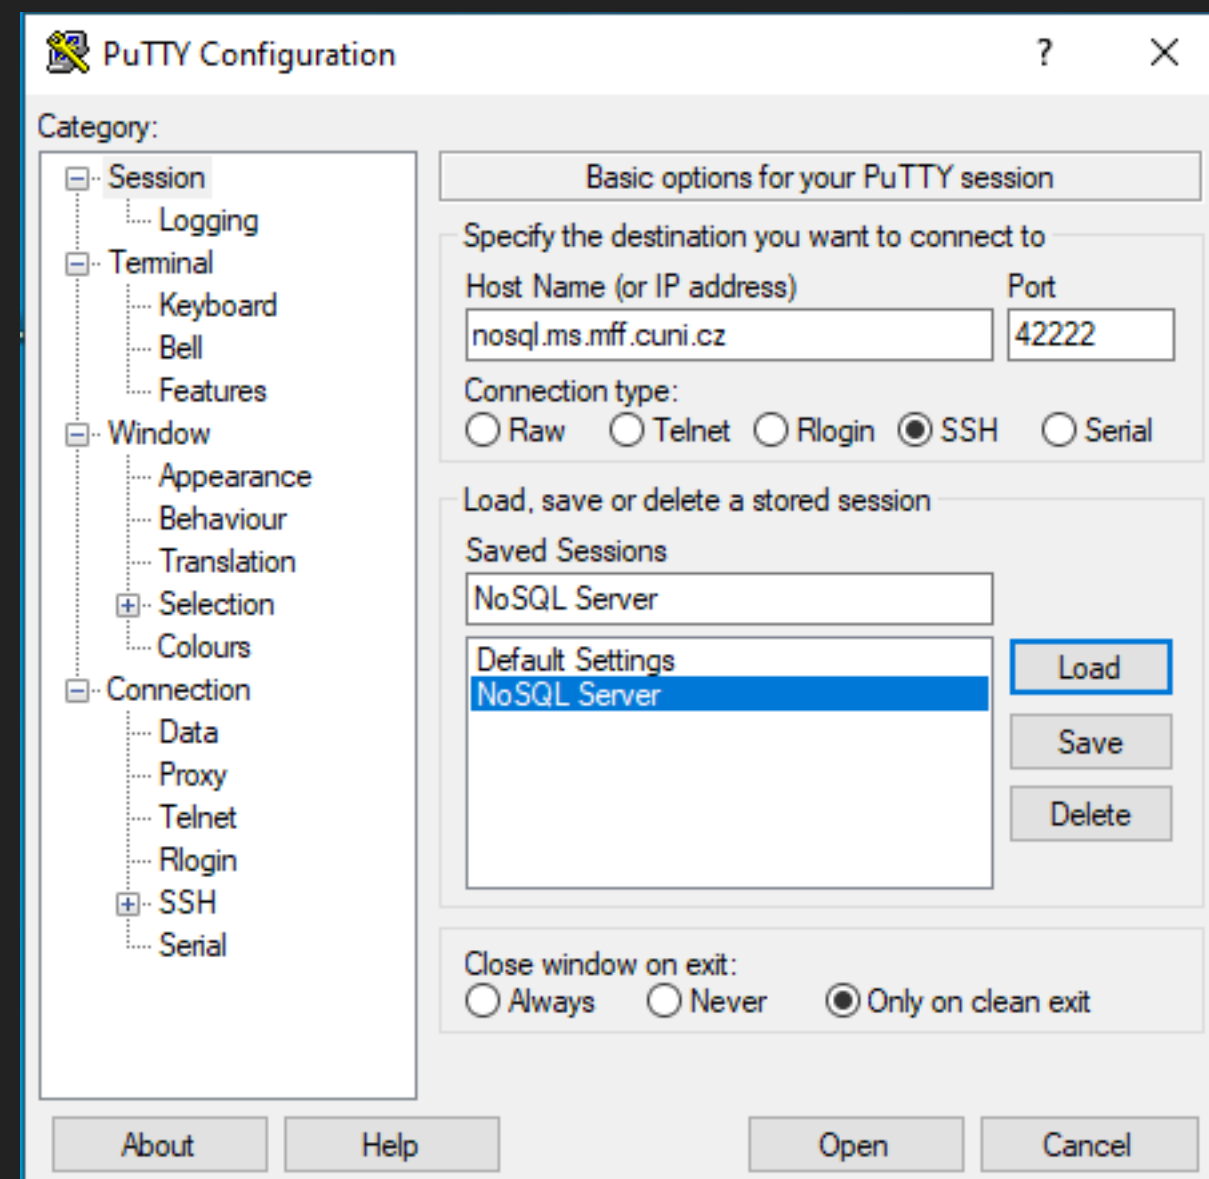 PuTTY Configuration
?
Category:
Session
Logging
Terminal
Keyboard
Bell
Features
Window
Appearance
Behaviour
Translation
Selection
Colours
Connection
Data
Proxy
Telnet
Rlogin
SSH
Serial
Basic options for your PuTTY session
Specify the destination you want to connect to
Host Name (or IP address) Port
nosql.ms.mff.cuni.cz 42222
Connection type:
Raw Telnet Rlogin SSH Serial
Load, save or delete a stored session
Saved Sessions
NoSQL Server
Default Settings
NoSQL Server
Load
Save
Delete
Close window on exit:
Always Never Only on clean exit
About Help Open Cancel